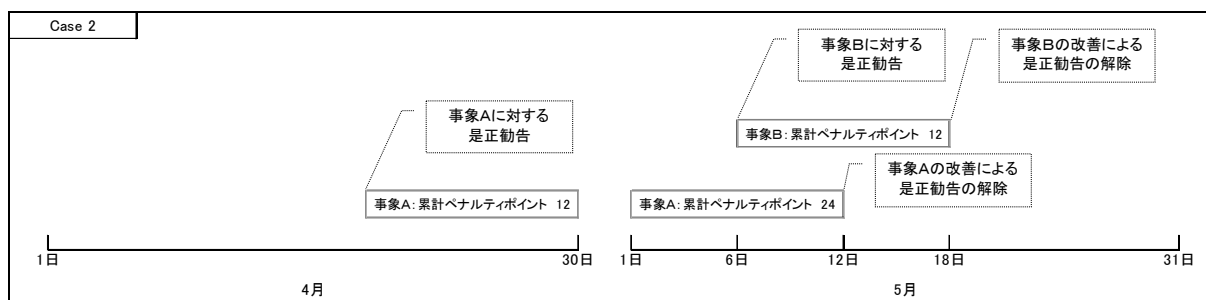 Case 2
事象Bに対する
是正勧告
事象Bの改善による
是正勧告の解除
事象Aに対する
是正勧告
事象B：累計ペナルティポイント 12
事象Aの改善による
是正勧告の解除
事象A：累計ペナルティポイント 12
事象A：累計ペナルティポイント 24
1日 30日 1日 6日 12日 18日 31日
4月 5月